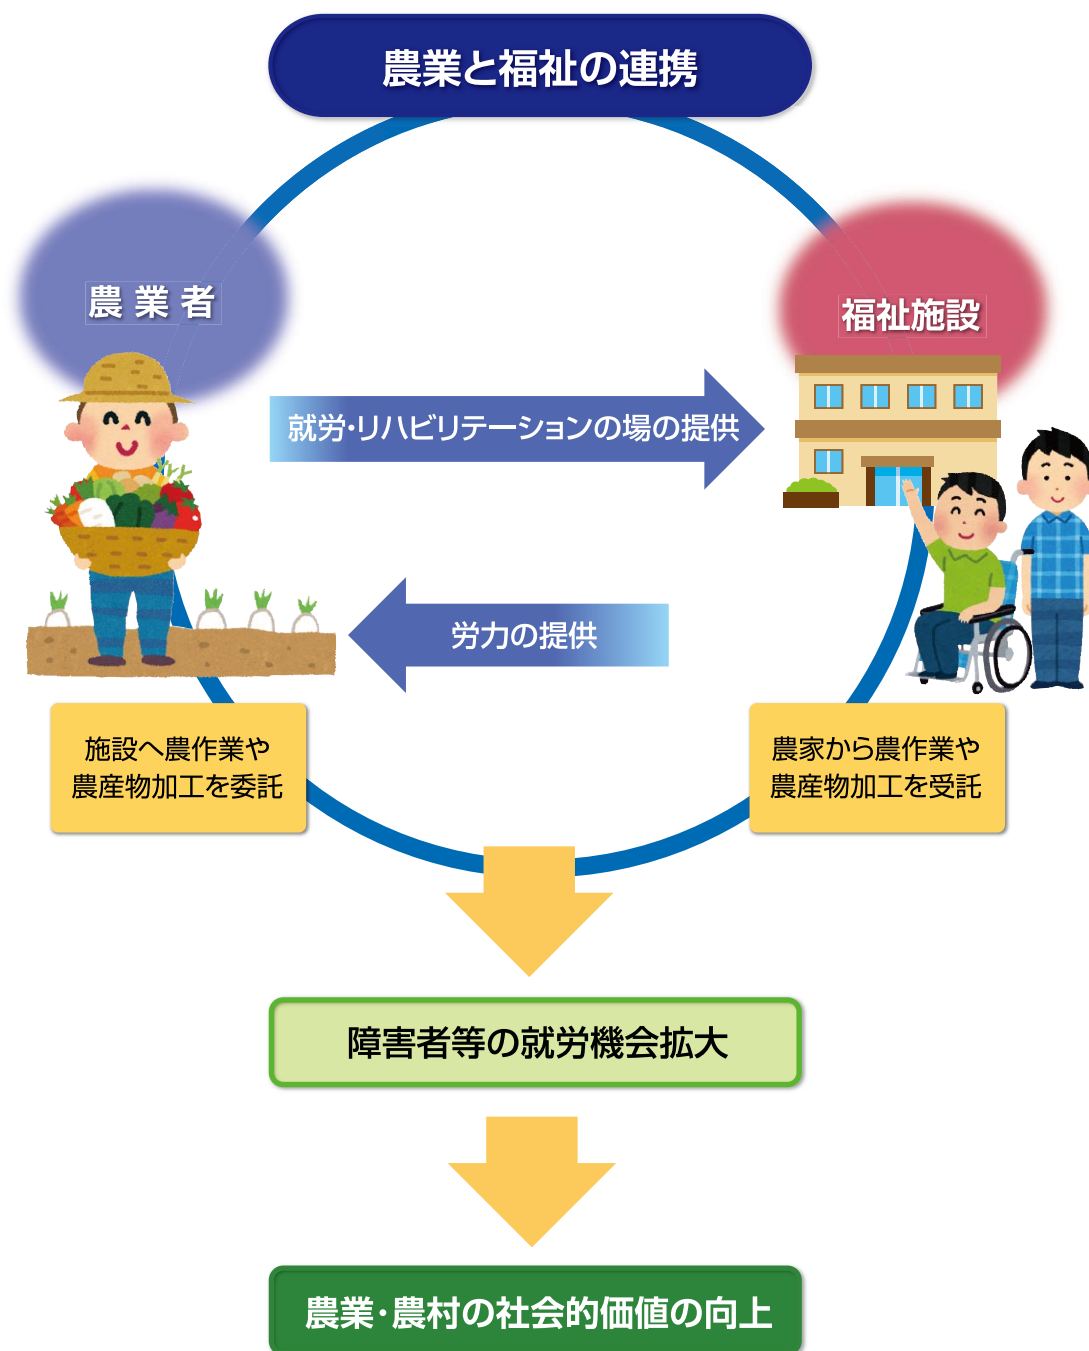 農業と福祉の連携
農業者
福祉施設
就労・リハビリテーションの場の提供
労力の提供
施設へ農作業や
農産物加工を委託
農家から農作業や
農産物加工を受託
障害者等の就労機会拡大
農業・農村の社会的価値の向上